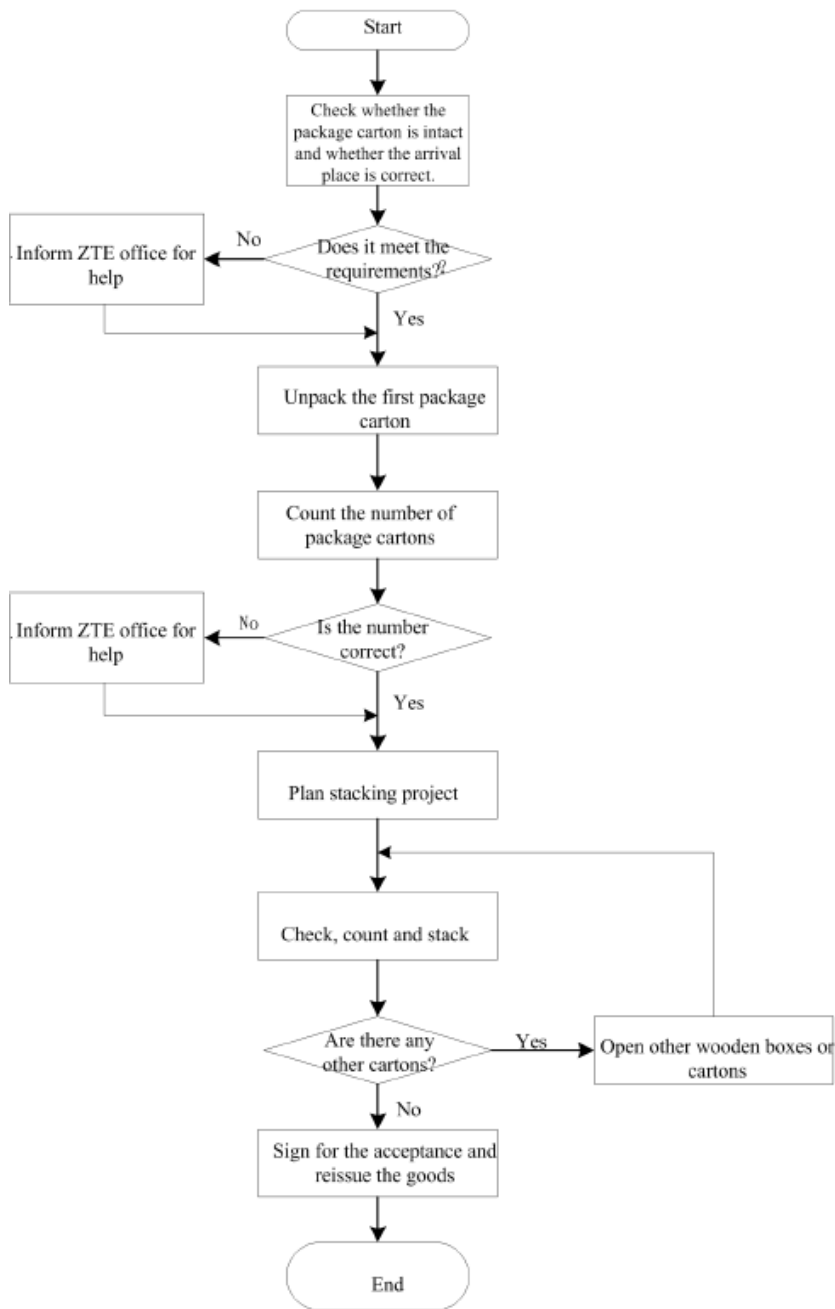 Start
Check whether the
package carton is intact
and whether the arrival
place is correct.
Does it meet the
requirements??
No
Inform ZTE office for
help
Yes
Unpack the first package
carton
Count the number of
package cartons
Is the number
correct?
No
Inform ZTE office for
help
Yes
Plan stacking project
Check, count and stack
Are there any
other cartons?
Yes
Open other wooden boxes or
cartons
No
Sign for the acceptance and
reissue the goods
End